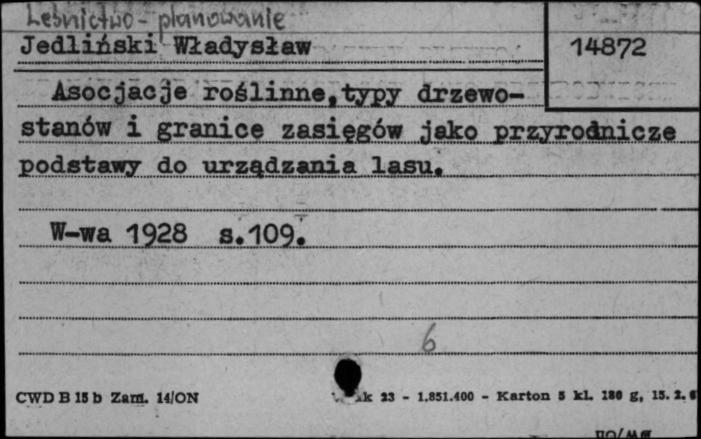 Leśnictwo - planowanie
Jedliński Władysław
14872
Asocjacje roślinne, typy drzewo-
stanów i granice zasięgów jako przyrodnicze
podstawy do urządzania lasu.
W-wa 1928 s.109.
6
CWD B 15 b Zam. 14/ON
23 - 1.851.400 - Karton 5 kl. 180 g, 15. 2.